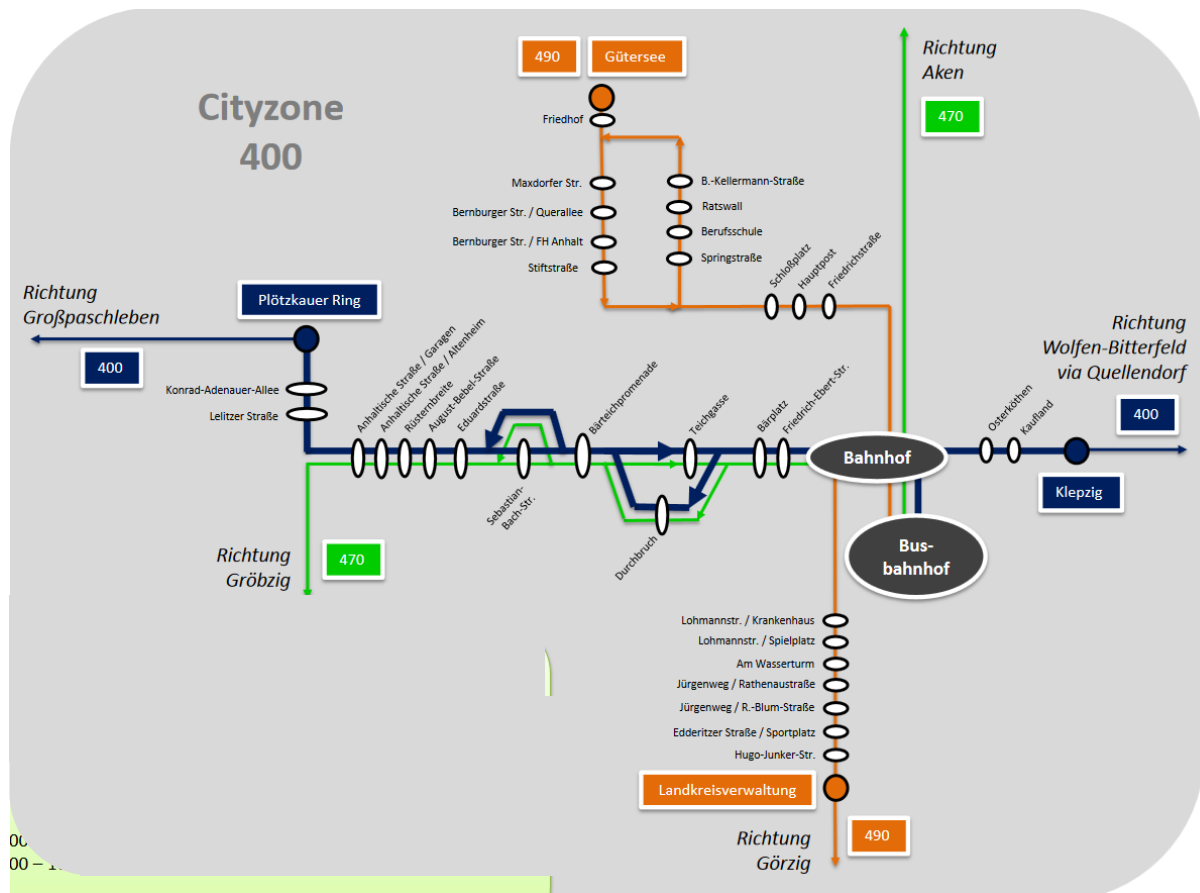 490
Gütersee
Richtung
Aken
470
Cityzone
400
Friedhof
Maxdorfer Str.
Bernburger Str. / Querallee
Bernburger Str. / FH Anhalt
Stiftstraße
B.-Kellermann-Straße
Ratswall
Berufsschule
Springstraße
Schloßplatz
Hauptpost
Friedrichstraße
Richtung
Großpaschleben
400
Plötzkauer Ring
Konrad-Adenauer-Allee
Lelitzer Straße
Anhaltische Straße / Garagen
Anhaltische Straße / Altenheim
Rüsternbreite
August-Bebel-Straße
Eduardstraße
Sebastian-
Bach-Str.
Bärteichpromenade
Durchbruch
Teichgasse
Bärplatz
Friedrich-Ebert-Str.
Bahnhof
Bus-
bahnhof
Osterköthen
Kaufland
Klepzig
Richtung
Wolfen-Bitterfeld
via Quellendorf
400
Richtung
Gröbzig
470
Lohmannstr. / Krankenhaus
Lohmannstr. / Spielplatz
Am Wasserturm
Jürgenweg / Rathenaustraße
Jürgenweg / R.-Blum-Straße
Edderitzer Straße / Sportplatz
Hugo-Junker-Str.
Landkreisverwaltung
Richtung
Görzig
490
00 –